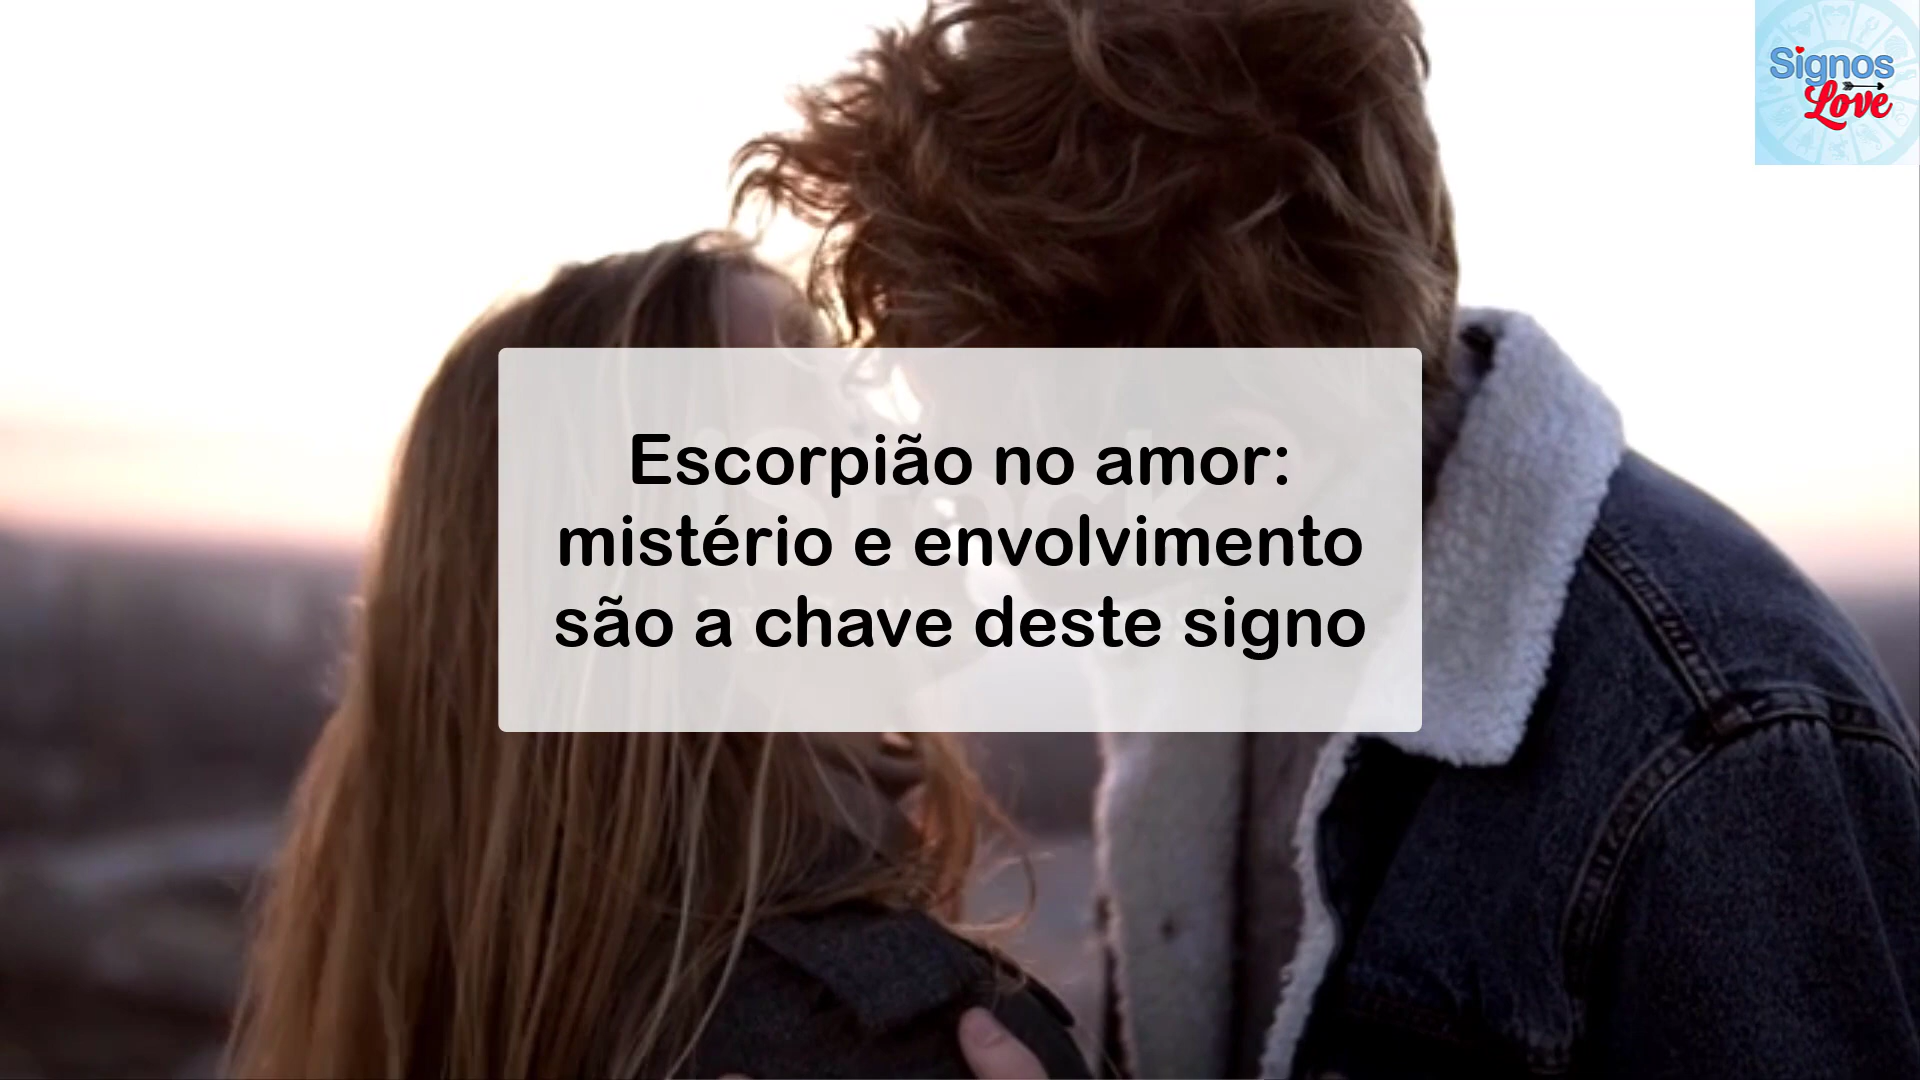 Signos
Love
Escorpião no amor:
mistério e envolvimento
são a chave deste signo